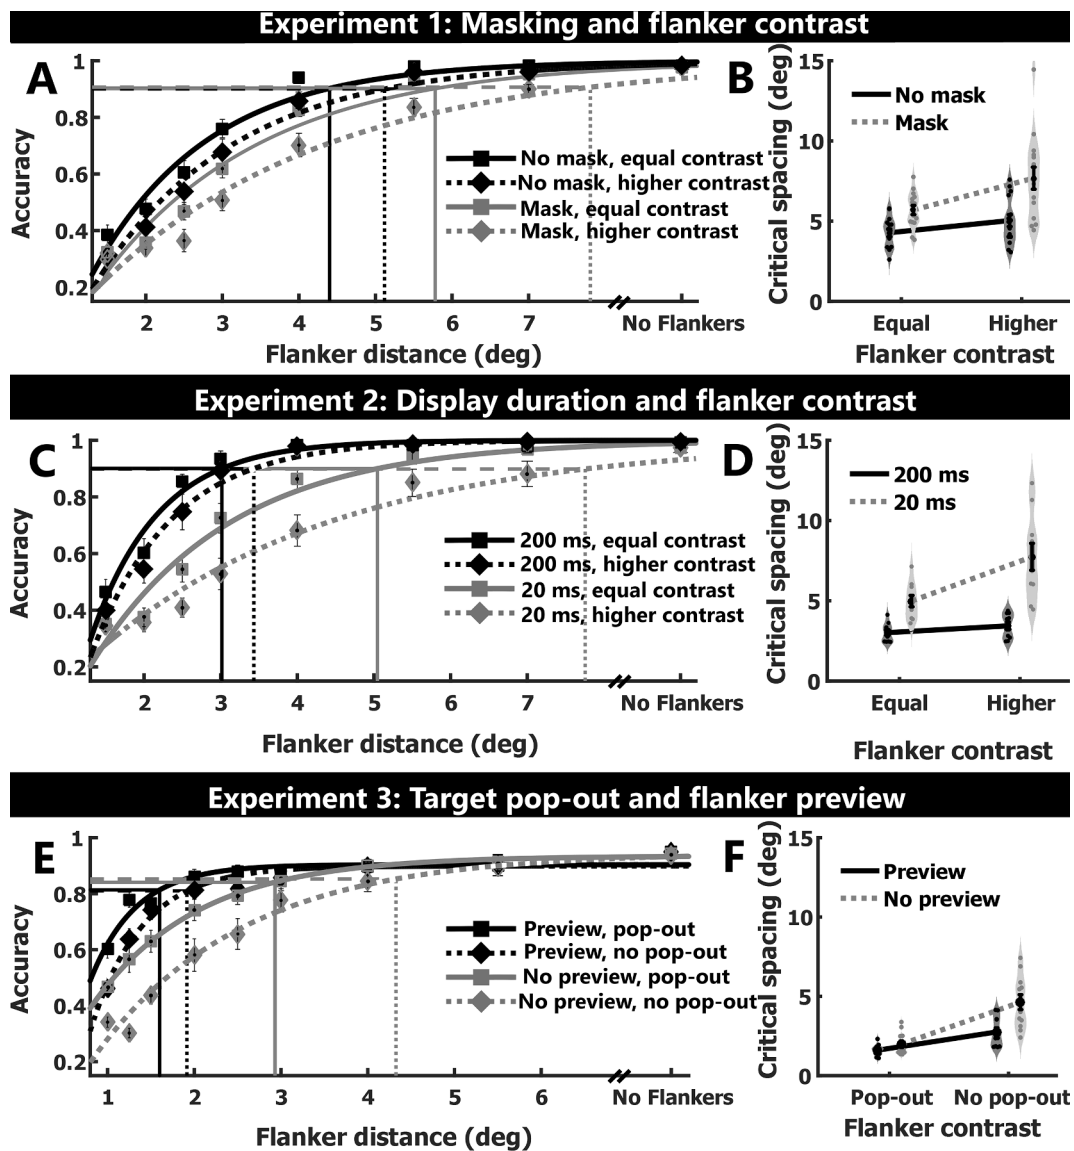 Experiment 1: Masking and flanker contrast
A
1
0.8
0.6
0.4
0.2
Accuracy
No mask, equal contrast
No mask, higher contrast
Mask, equal contrast
Mask, higher contrast
2 3 4 5 6 7 No Flankers
Flanker distance (deg)
B
15
10
5
0
Critical spacing (deg)
No mask
Mask
Equal Higher
Flanker contrast
Experiment 2: Display duration and flanker contrast
C
1
0.8
0.6
0.4
0.2
Accuracy
200 ms, equal contrast
200 ms, higher contrast
20 ms, equal contrast
20 ms, higher contrast
2 3 4 5 6 7 No Flankers
Flanker distance (deg)
D
15
10
5
0
Critical spacing (deg)
200 ms
20 ms
Equal Higher
Flanker contrast
Experiment 3: Target pop-out and flanker preview
E
1
0.8
0.6
0.4
0.2
Accuracy
Preview, pop-out
Preview, no pop-out
No preview, pop-out
No preview, no pop-out
1 2 3 4 5 6 No Flankers
Flanker distance (deg)
F
15
10
5
0
Critical spacing (deg)
Preview
No preview
Pop-out No pop-out
Flanker contrast